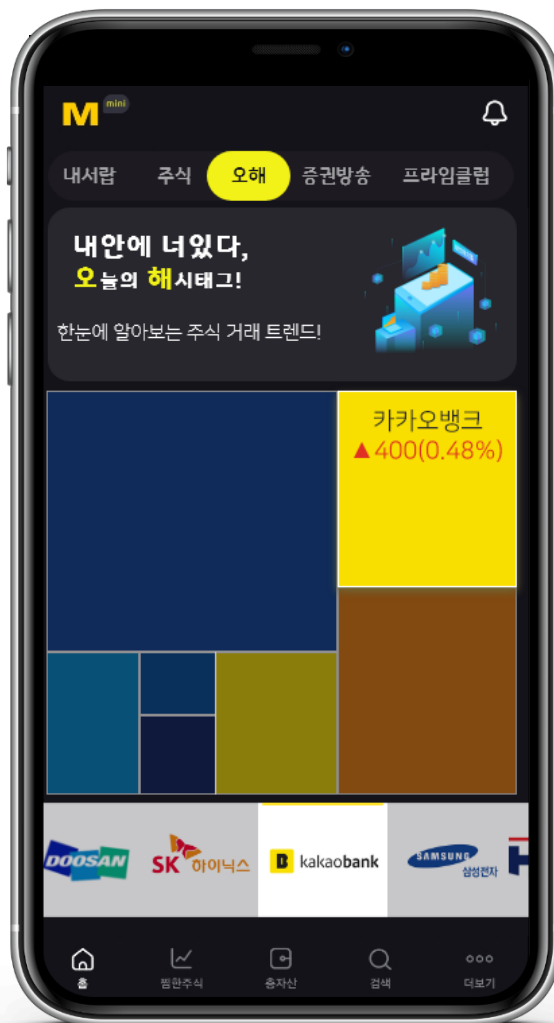 M mini
내서랍 주식 오해 증권방송 프라임클럽
내안에 너있다,
오늘의 해시태그!
한눈에 알아보는 주식 거래 트렌드!
카카오뱅크
▲400(0.48%)
DOOSAN
SK 하이닉스
kakaobank
SAMSUNG
삼성전자
홈 찜한주식 총자산 검색 더보기